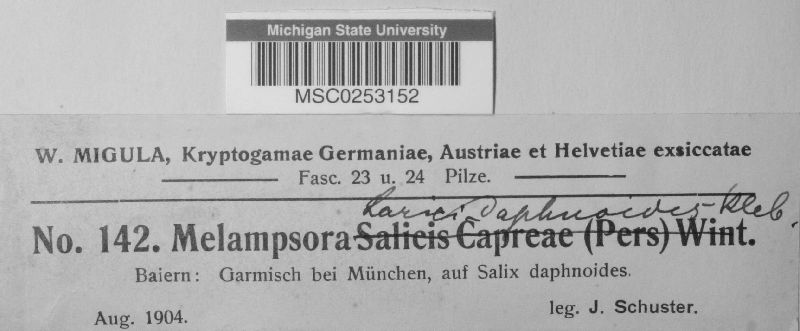 Michigan State University
MSC0253152
W. MIGULA, Kryptogamae Germaniae, Austriae et Helvetiae exsiccatae
Fasc. 23 u. 24 Pilze.
Larici Daphnoides Kleb.
No. 142. Melampsora Salicis Capreae (Pers) Wint.
Baiern: Garmisch bei München, auf Salix daphnoides.
Aug. 1904.
leg. J. Schuster.